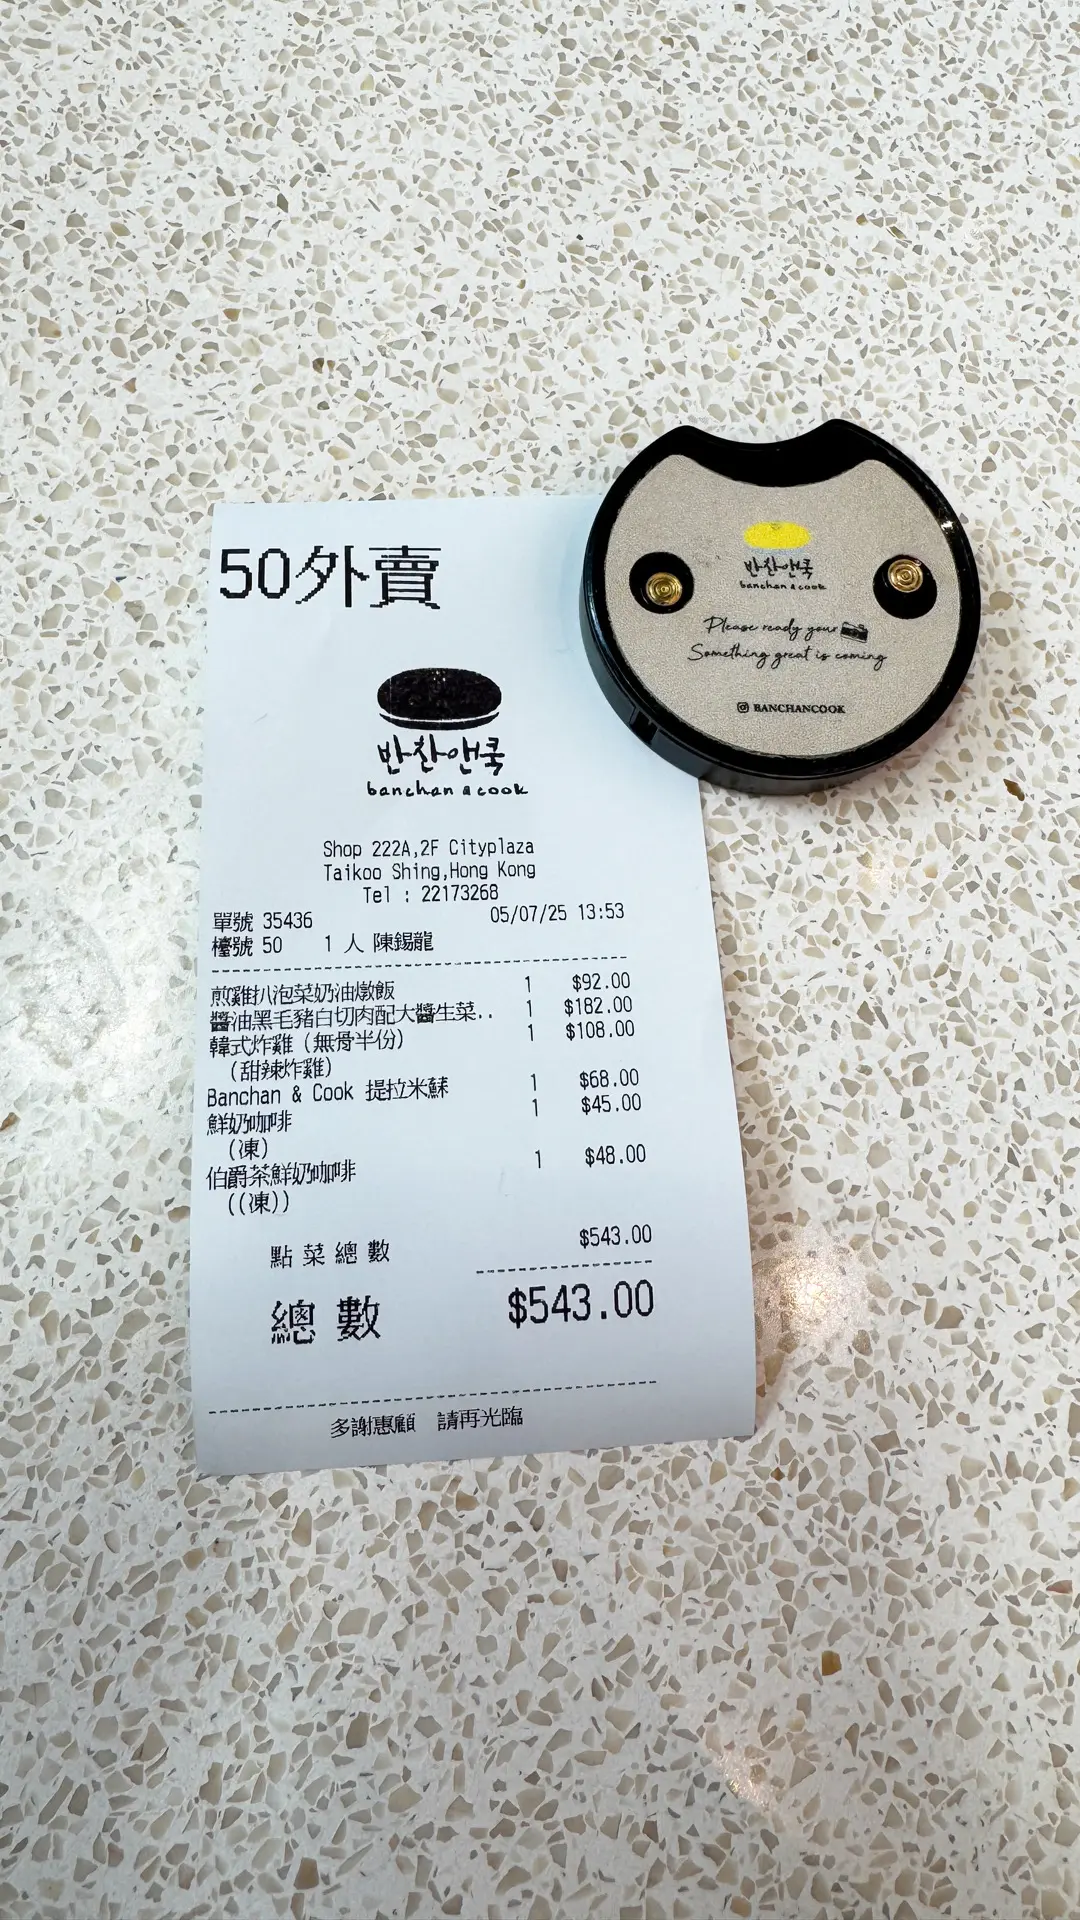 50外賣
반찬앤쿡
banchan & cook
Shop 222A,2F Cityplaza
Taikoo Shing,Hong Kong
Tel : 22173268
單號 35436 05/07/25 13:53
檯號 50 1 人 陳錫龍
煎雞扒泡菜奶油燉飯 1 $92.00
醬油黑毛豬白切肉配大醬生菜.. 1 $182.00
韓式炸雞 (無骨半份) 1 $108.00
(甜辣炸雞)
Banchan & Cook 提拉米蘇 1 $68.00
鮮奶咖啡 1 $45.00
(凍)
伯爵茶鮮奶咖啡 1 $48.00
((凍))
點菜總數 $543.00
總數 $543.00
多謝惠顧 請再光臨
반찬앤쿡
banchan & cook
Please ready your
Something great is coming
BANCHANCOOK